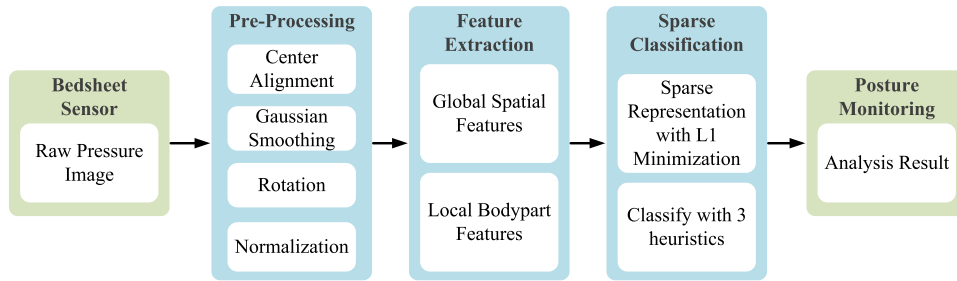 Bedsheet
Sensor
Raw Pressure
Image
Pre-Processing
Center
Alignment
Gaussian
Smoothing
Rotation
Normalization
Feature
Extraction
Global Spatial
Features
Local Bodypart
Features
Sparse
Classification
Sparse
Representation
with L1
Minimization
Classify with 3
heuristics
Posture
Monitoring
Analysis Result